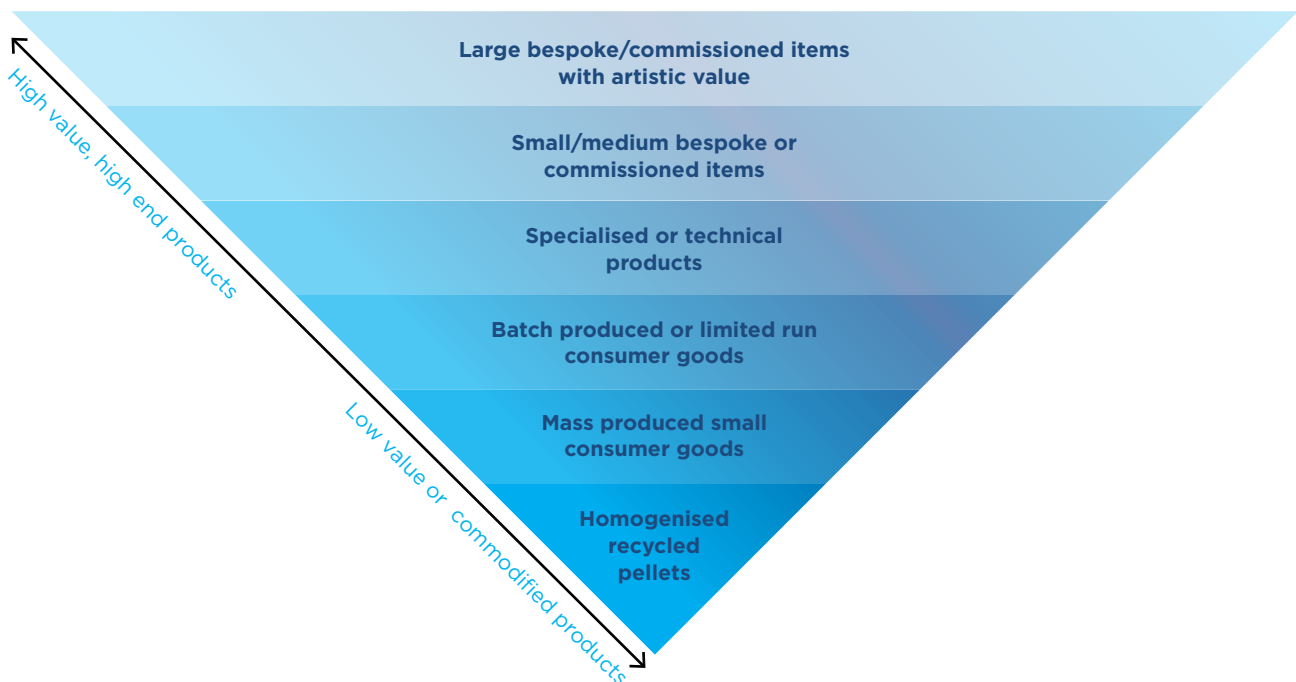 Large bespoke/commissioned items
with artistic value
High value, high end products
Small/medium bespoke or
commissioned items
Specialised or technical
products
Batch produced or limited run
consumer goods
Low value or commodified products
Mass produced small
consumer goods
Homogenised
recycled
pellets